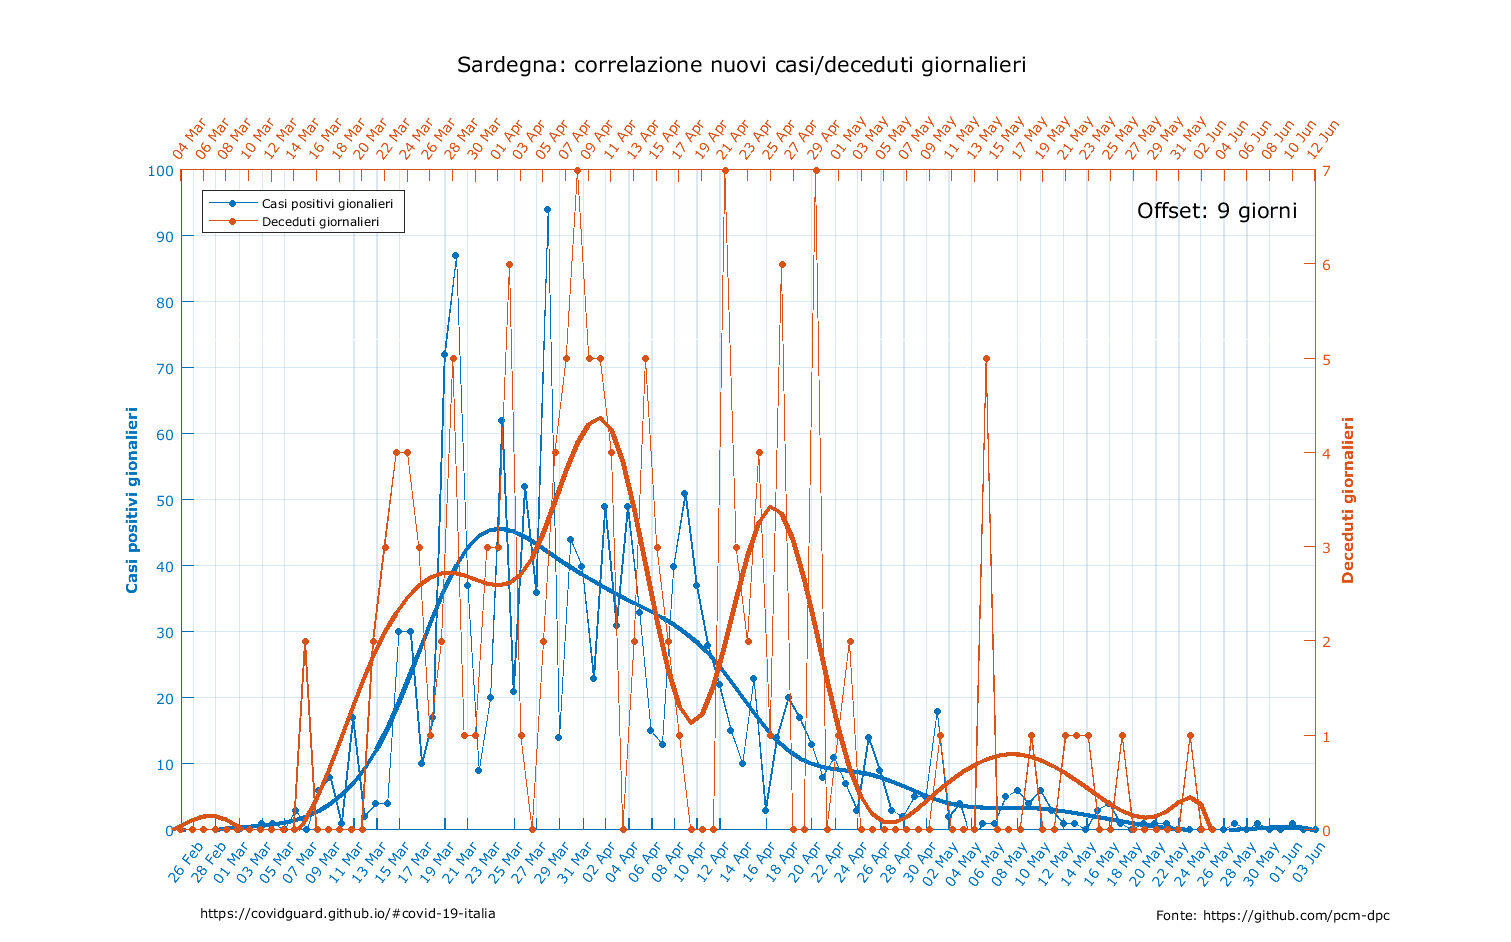 Sardegna: correlazione nuovi casi/deceduti giornalieri
04 Mar 06 Mar 08 Mar 10 Mar 12 Mar 14 Mar 16 Mar 18 Mar 20 Mar 22 Mar 24 Mar 26 Mar 28 Mar 30 Mar 01 Apr 03 Apr 05 Apr 07 Apr 09 Apr 11 Apr 13 Apr 15 Apr 17 Apr 19 Apr 21 Apr 23 Apr 25 Apr 27 Apr 29 Apr 01 May 03 May 05 May 07 May 09 May 11 May 13 May 15 May 17 May 19 May 21 May 23 May 25 May 27 May 29 May 31 May 02 Jun 04 Jun 06 Jun 08 Jun 10 Jun 12 Jun
100 7
Casi positivi gionalieri
Deceduti giornalieri
Offset: 9 giorni
90
6
80
70
5
60
4
Casi positivi gionalieri
Deceduti giornalieri
50
40
3
30
2
20
10
1
0 0
26 Feb 28 Feb 01 Mar 03 Mar 05 Mar 07 Mar 09 Mar 11 Mar 13 Mar 15 Mar 17 Mar 19 Mar 21 Mar 23 Mar 25 Mar 27 Mar 29 Mar 31 Mar 02 Apr 04 Apr 06 Apr 08 Apr 10 Apr 12 Apr 14 Apr 16 Apr 18 Apr 20 Apr 22 Apr 24 Apr 26 Apr 28 Apr 30 Apr 02 May 04 May 06 May 08 May 10 May 12 May 14 May 16 May 18 May 20 May 22 May 24 May 26 May 28 May 30 May 01 Jun 03 Jun
https://covidguard.github.io/#covid-19-italia
Fonte: https://github.com/pcm-dpc